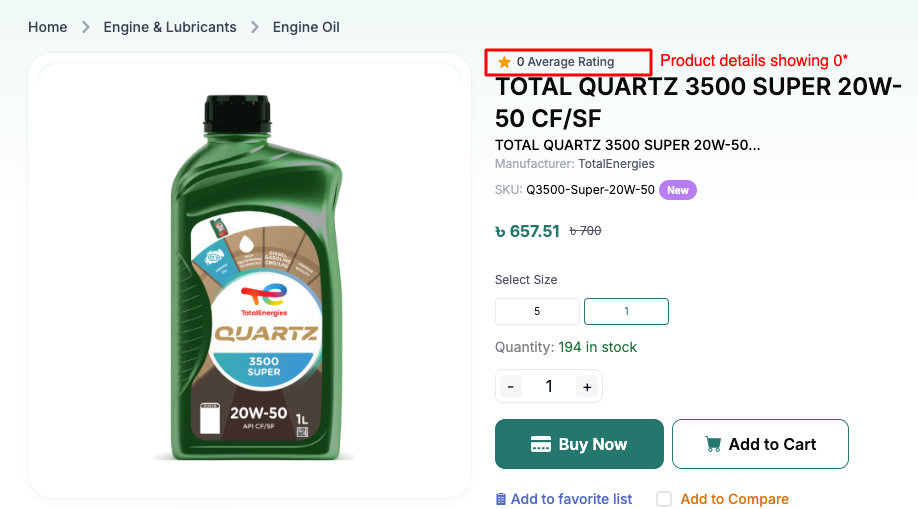 Home > Engine & Lubricants > Engine Oil
★ 0 Average Rating Product details showing 0*
TOTAL QUARTZ 3500 SUPER 20W-
50 CF/SF
TOTAL QUARTZ 3500 SUPER 20W-50...
Manufacturer: TotalEnergies
SKU: Q3500-Super-20W-50 New
৳ 657.51 ৳ 700
Select Size
5 1
Quantity: 194 in stock
- 1 +
Buy Now Add to Cart
Add to favorite list Add to Compare
TotalEnergies
QUARTZ
3500
SUPER
20W-50
API CF/SF
1L